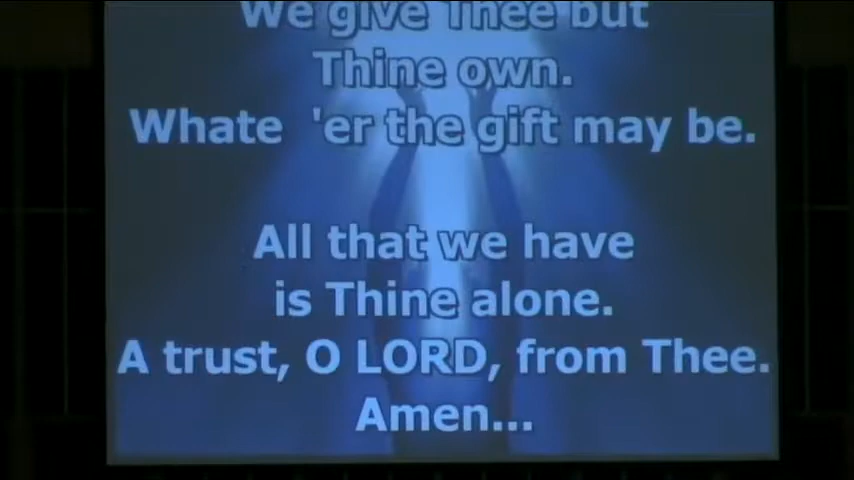 We give Thee but
Thine own.
Whate 'er the gift may be.
All that we have
is Thine alone.
A trust, O LORD, from Thee.
Amen...